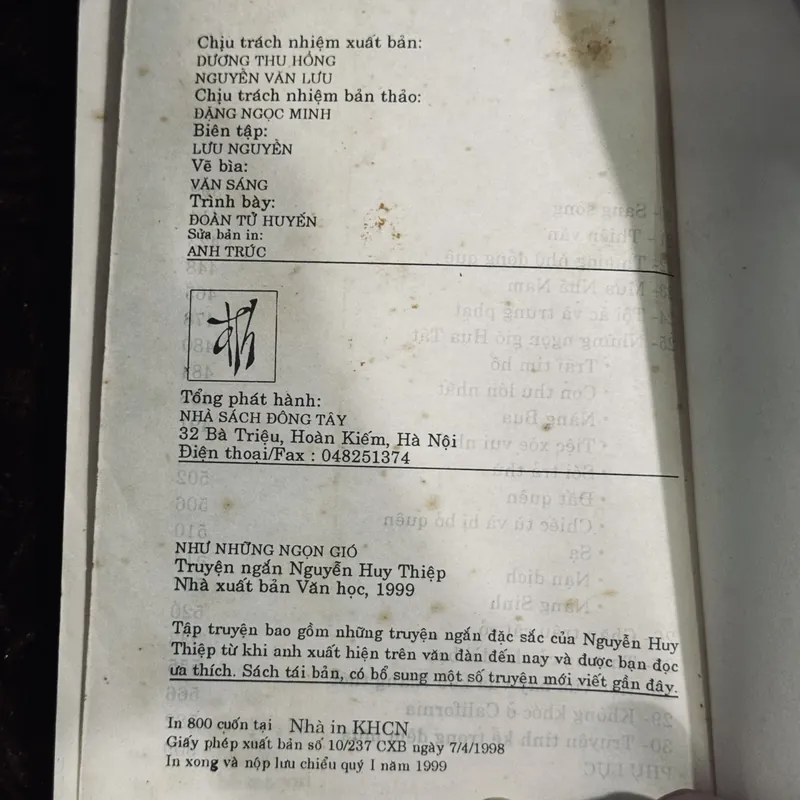 Chịu trách nhiệm xuất bản:
DƯƠNG THU HỒNG
NGUYỄN VĂN LƯU
Chịu trách nhiệm bản thảo:
ĐẶNG NGỌC MINH
Biên tập:
LƯU NGUYỄN
Vẽ bìa:
VĂN SÁNG
Trình bày:
ĐOÀN TỬ HUYẾN
Sửa bản in:
ANH TRÚC
Tổng phát hành:
NHÀ SÁCH ĐÔNG TÂY
32 Bà Triệu, Hoàn Kiếm, Hà Nội
Điện thoại/Fax : 048251374
NHƯ NHỮNG NGỌN GIÓ
Truyện ngắn Nguyễn Huy Thiệp
Nhà xuất bản Văn học, 1999
Tập truyện bao gồm những truyện ngắn đặc sắc của Nguyễn Huy
Thiệp từ khi anh xuất hiện trên văn đàn đến nay và được bạn đọc
ưa thích. Sách tái bản, có bổ sung một số truyện mới viết gần đây.
In 800 cuốn tại Nhà in KHCN
Giấy phép xuất bản số 10/237 CXB ngày 7/4/1998
In xong và nộp lưu chiểu quý I năm 1999